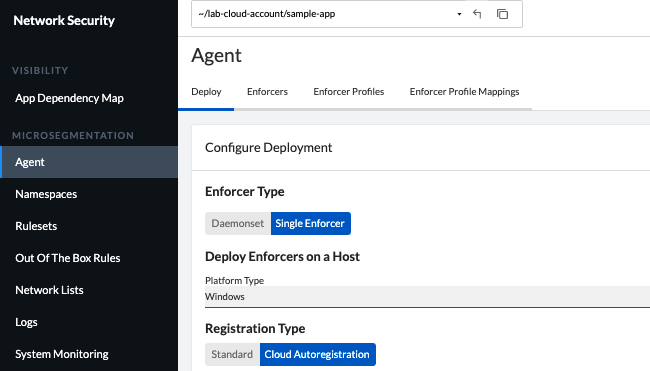 Network Security
VISIBILITY
App Dependency Map
MICROSEGMENTATION
Agent
Namespaces
Rulesets
Out Of The Box Rules
Network Lists
Logs
System Monitoring
~/lab-cloud-account/sample-app
Agent
Deploy Enforcers Enforcer Profiles Enforcer Profile Mappings
Configure Deployment
Enforcer Type
Daemonset Single Enforcer
Deploy Enforcers on a Host
Platform Type
Windows
Registration Type
Standard Cloud Autoregistration